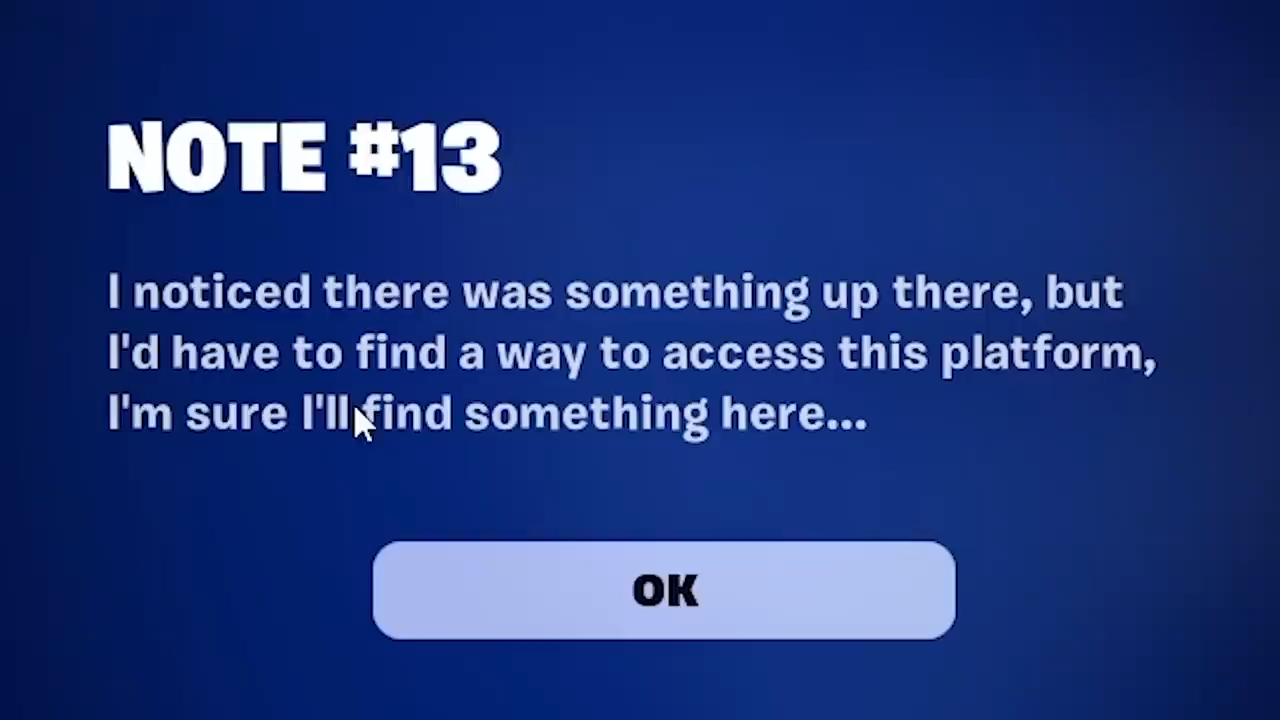 NOTE #13
I noticed there was something up there, but
I'd have to find a way to access this platform,
I'm sure I'll find something here...
OK